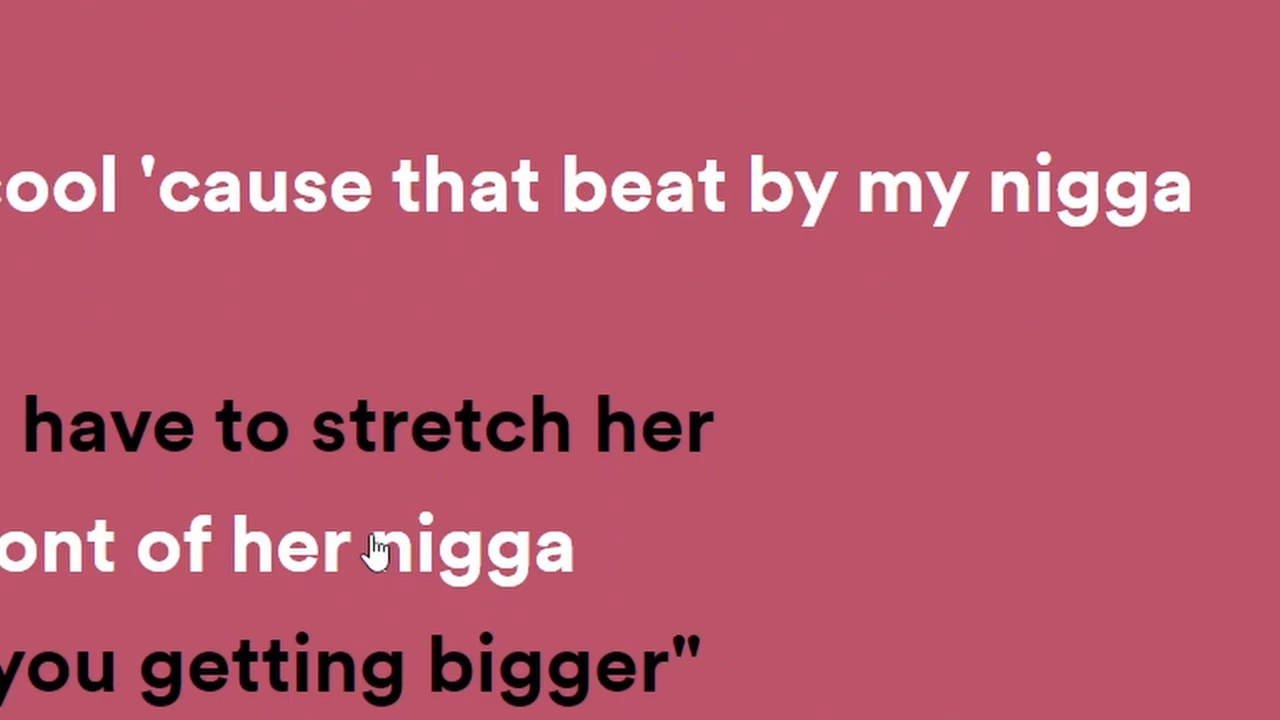 cool 'cause that beat by my nigga
have to stretch her
ont of her nigga
you getting bigger"